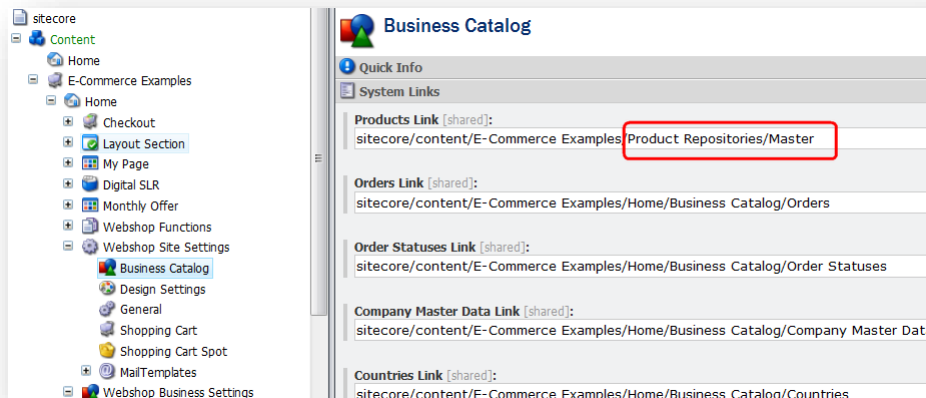 sitecore
Content
Home
E-Commerce Examples
Home
Checkout
Layout Section
My Page
Digital SLR
Monthly Offer
Webshop Functions
Webshop Site Settings
Business Catalog
Design Settings
General
Shopping Cart
Shopping Cart Spot
MailTemplates
Webshop Business Settings
Business Catalog
Quick Info
System Links
Products Link [shared]:
sitecore/content/E-Commerce Examples/Product Repositories/Master
Orders Link [shared]:
sitecore/content/E-Commerce Examples/Home/Business Catalog/Orders
Order Statuses Link [shared]:
sitecore/content/E-Commerce Examples/Home/Business Catalog/Order Statuses
Company Master Data Link [shared]:
sitecore/content/E-Commerce Examples/Home/Business Catalog/Company Master Dat
Countries Link [shared]:
sitecore/content/E-Commerce Examples/Home/Business Catalog/Countries